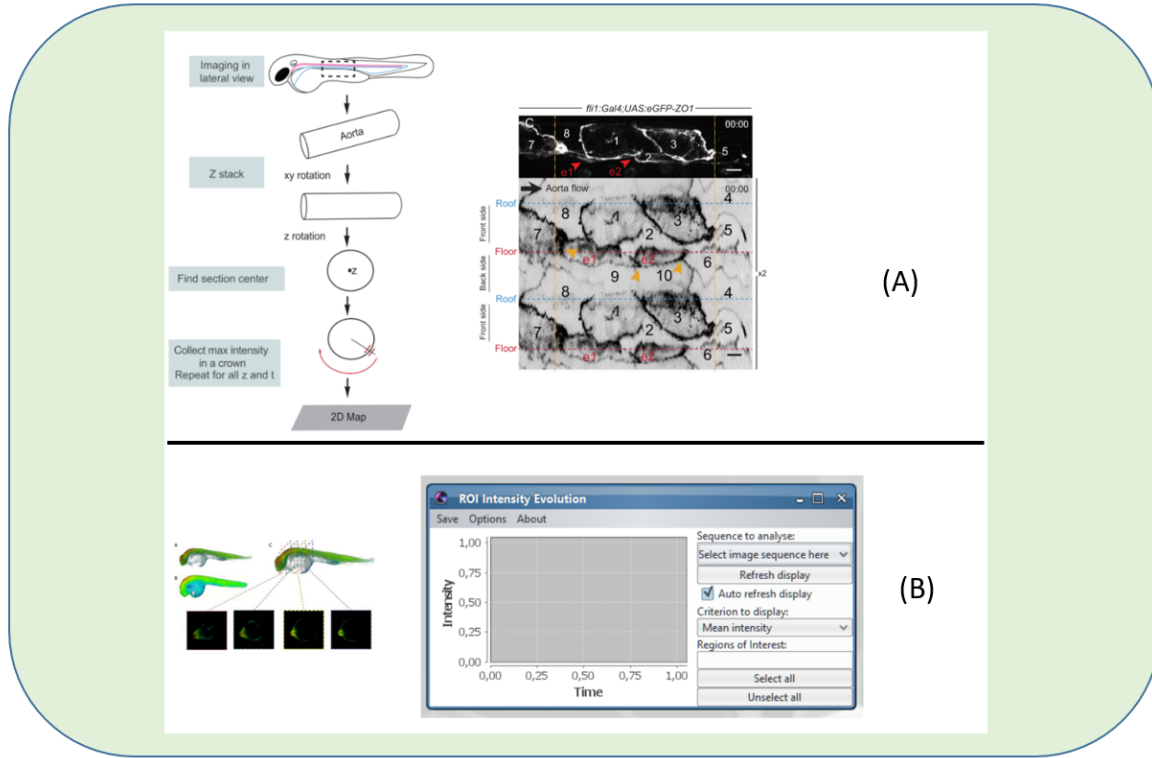 Imaging in
lateral view
Aorta
Z stack
xy rotation
z rotation
Find section center
•z
Collect max intensity
in a crown
Repeat for all z and t
2D Map
fli1:Gal4;UAS:eGFP-ZO1
C
00:00
7
8
1
2
3
5
e1
e2
Aorta flow
00:00
Roof
Front side
Floor
Back side
Roof
Front side
Floor
4
8
1
3
7
2
5
e1
e2
6
9
10
8
4
1
3
7
2
5
e1
e2
6
x2
(A)
A
B
C
ROI Intensity Evolution
Save Options About
Sequence to analyse:
Select image sequence here
Refresh display
Auto refresh display
Criterion to display:
Mean intensity
Regions of Interest:
Select all
Unselect all
Intensity
1,00
0,75
0,50
0,25
0,00
0,00 0,25 0,50 0,75 1,00
Time
(B)